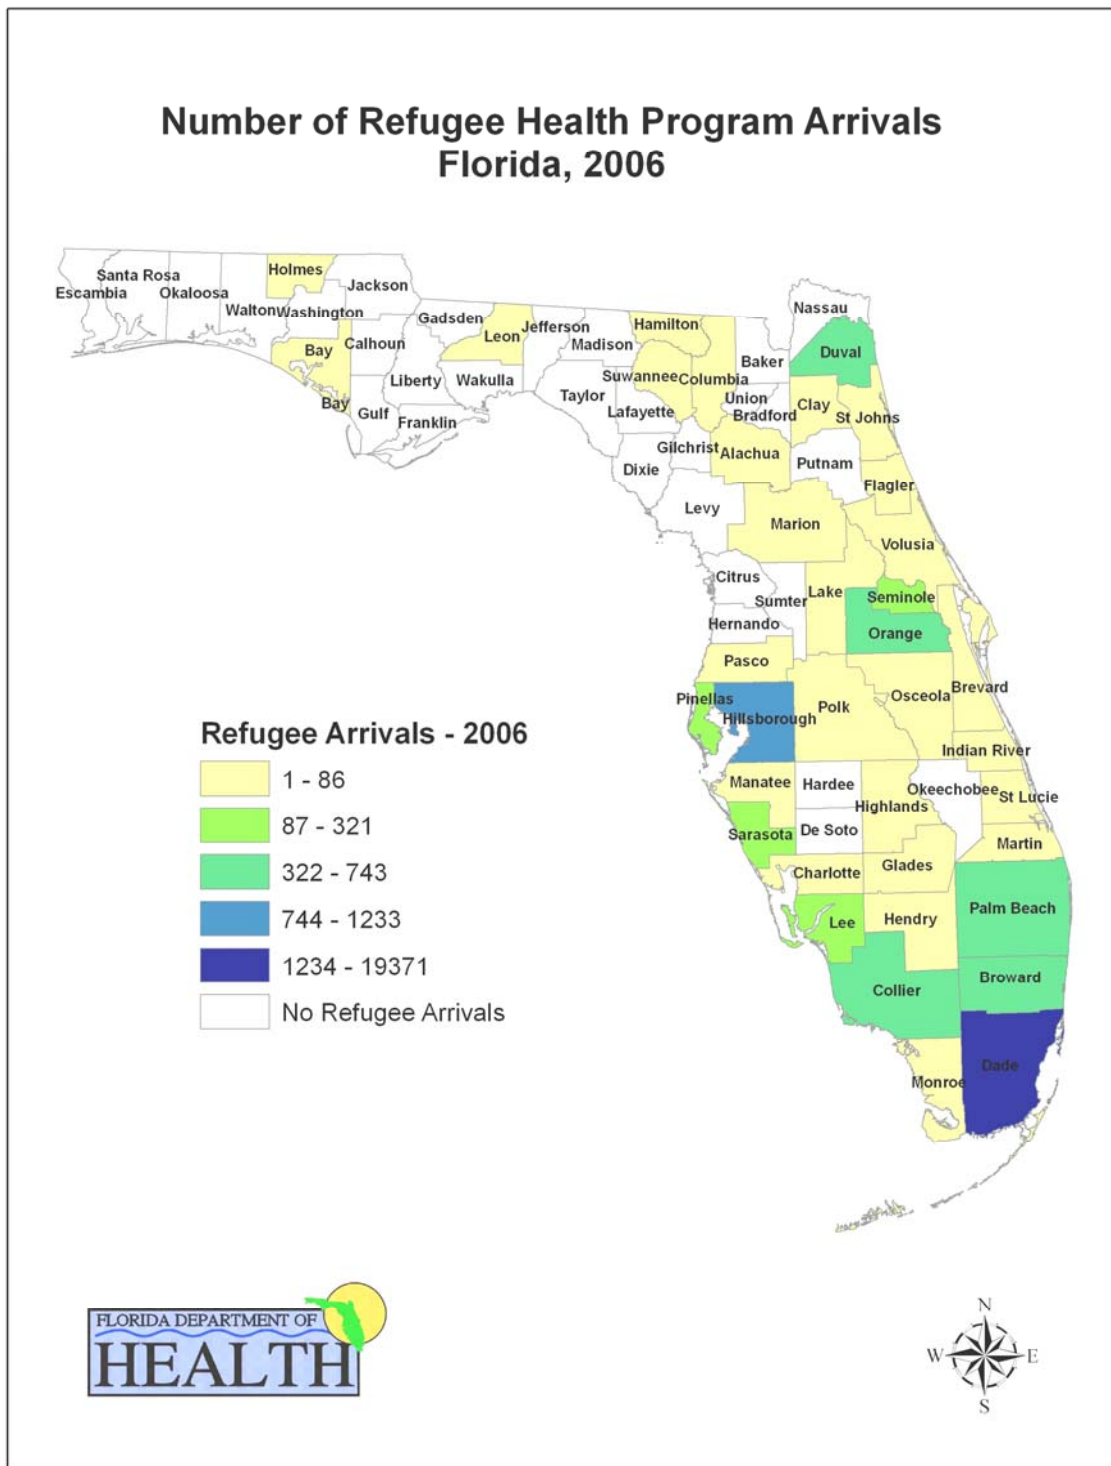 Number of Refugee Health Program Arrivals
Florida, 2006
Holmes
Santa Rosa
Jackson
Escambia
Okaloosa
Walton
Washington
Nassau
Gadsden
Jefferson
Hamilton
Leon
Calhoun
Madison
Bay
Duval
Baker
Liberty
Wakulla
Suwannee
Columbia
Taylor
Union
Bay
Gulf
Lafayette
Bradford
Clay
St Johns
Franklin
Gilchrist
Alachua
Dixie
Putnam
Flagler
Levy
Marion
Volusia
Citrus
Lake
Seminole
Sumter
Hernando
Orange
Pasco
Osceola
Brevard
Pinellas
Hillsborough
Polk
Indian River
Manatee
Hardee
Okeechobee
St Lucie
Highlands
Sarasota
De Soto
Martin
Charlotte
Glades
Palm Beach
Lee
Hendry
Broward
Collier
Dade
Monroe
Refugee Arrivals - 2006
1 - 86
87 - 321
322 - 743
744 - 1233
1234 - 19371
No Refugee Arrivals
FLORIDA DEPARTMENT OF
HEALTH
N
W
E
S